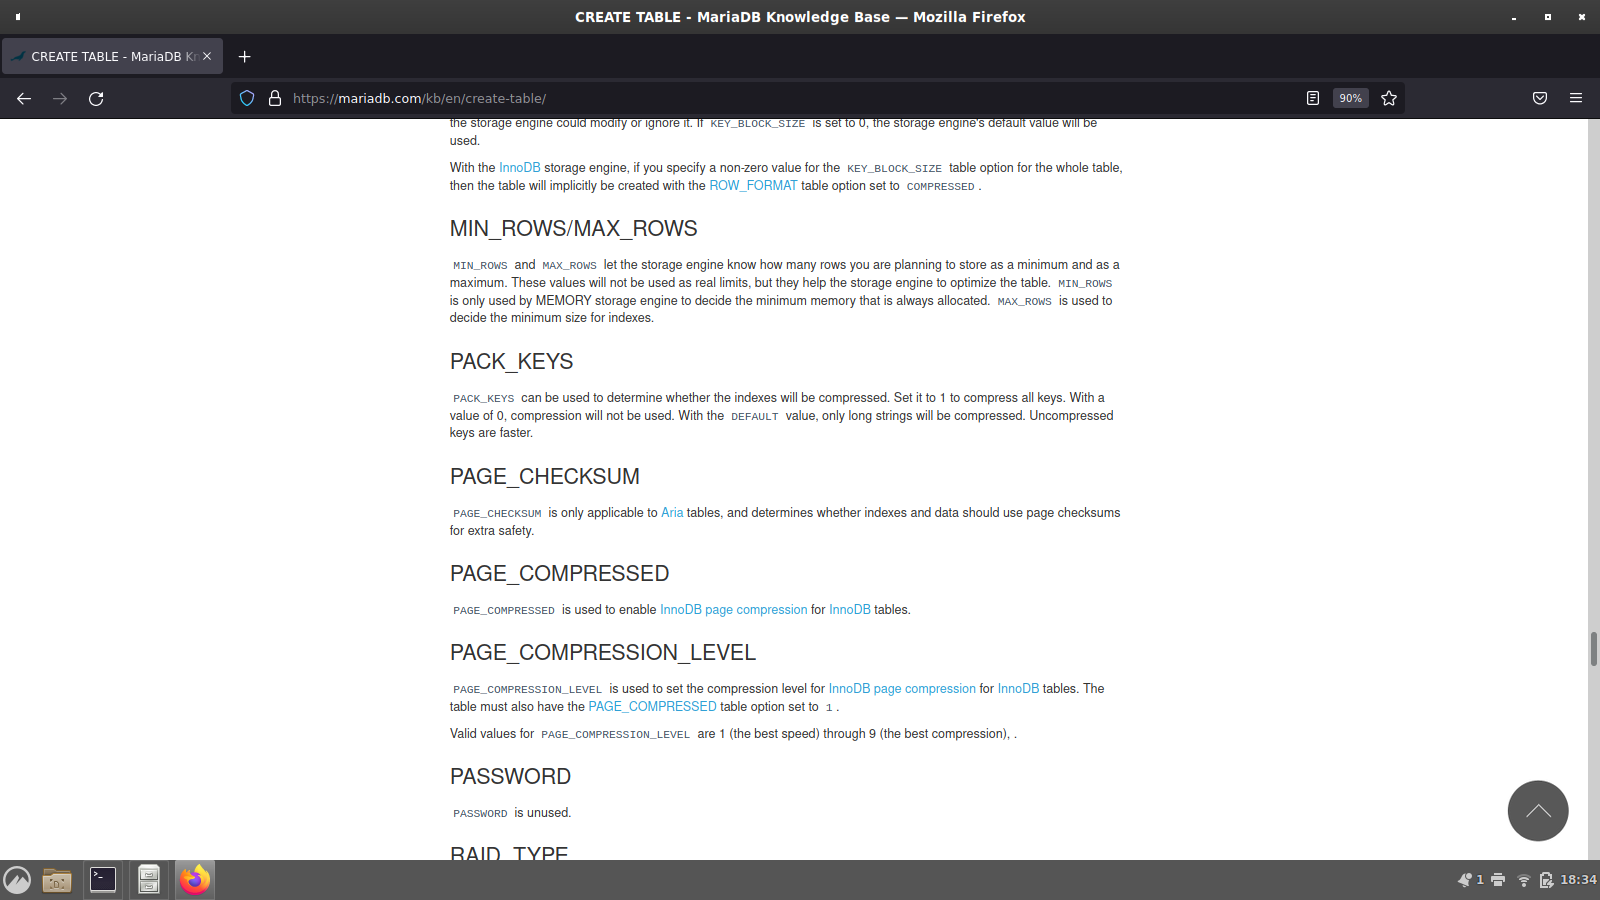 CREATE TABLE - MariaDB Knowledge Base — Mozilla Firefox
CREATE TABLE - MariaDB Kn
https://mariadb.com/kb/en/create-table/
90%
the storage engine could modify or ignore it. If KEY_BLOCK_SIZE is set to 0, the storage engine's default value will be
used.
With the InnoDB storage engine, if you specify a non-zero value for the KEY_BLOCK_SIZE table option for the whole table,
then the table will implicitly be created with the ROW_FORMAT table option set to COMPRESSED .
MIN_ROWS/MAX_ROWS
MIN_ROWS and MAX_ROWS let the storage engine know how many rows you are planning to store as a minimum and as a
maximum. These values will not be used as real limits, but they help the storage engine to optimize the table. MIN_ROWS
is only used by MEMORY storage engine to decide the minimum memory that is always allocated. MAX_ROWS is used to
decide the minimum size for indexes.
PACK_KEYS
PACK_KEYS can be used to determine whether the indexes will be compressed. Set it to 1 to compress all keys. With a
value of 0, compression will not be used. With the DEFAULT value, only long strings will be compressed. Uncompressed
keys are faster.
PAGE_CHECKSUM
PAGE_CHECKSUM is only applicable to Aria tables, and determines whether indexes and data should use page checksums
for extra safety.
PAGE_COMPRESSED
PAGE_COMPRESSED is used to enable InnoDB page compression for InnoDB tables.
PAGE_COMPRESSION_LEVEL
PAGE_COMPRESSION_LEVEL is used to set the compression level for InnoDB page compression for InnoDB tables. The
table must also have the PAGE_COMPRESSED table option set to 1 .
Valid values for PAGE_COMPRESSION_LEVEL are 1 (the best speed) through 9 (the best compression), .
PASSWORD
PASSWORD is unused.
RAID_TYPE
1
18:34